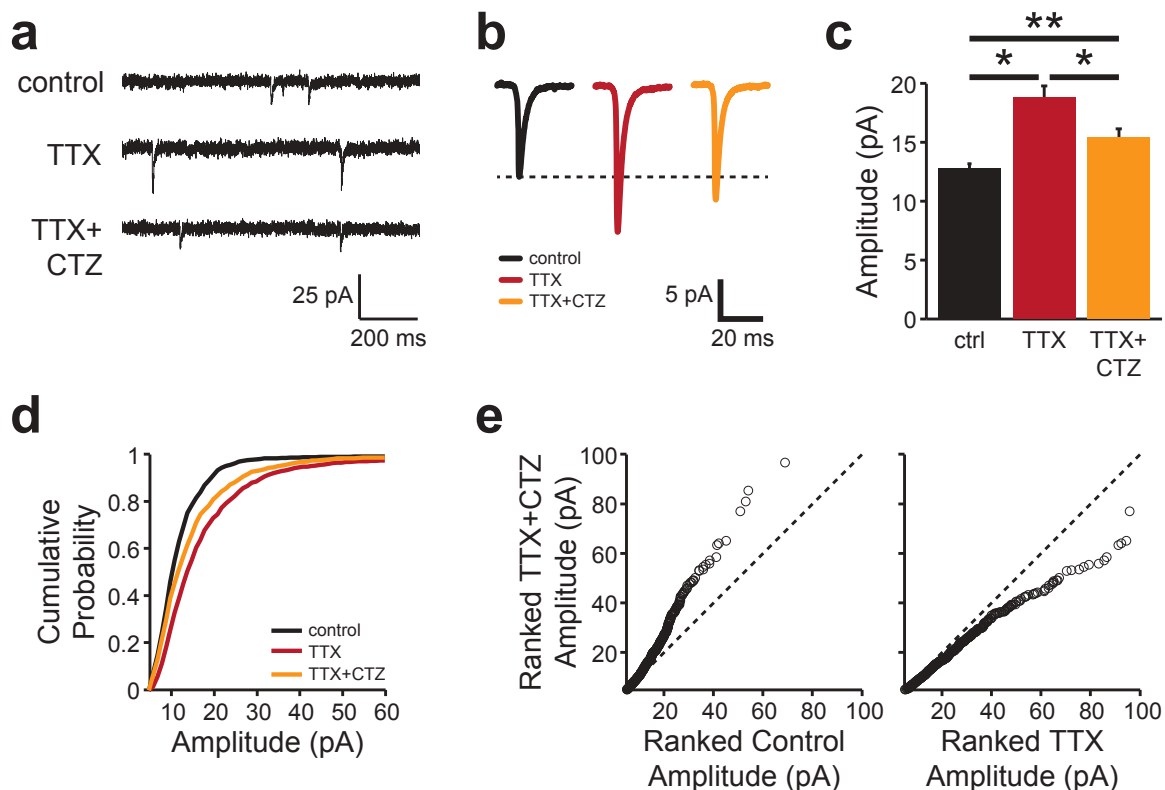 a
control
TTX
TTX+
CTZ
25 pA
200 ms
b
control
TTX
TTX+CTZ
5 pA
20 ms
c
**
*
*
Amplitude (pA)
20
15
10
5
0
ctrl
TTX
TTX+
CTZ
d
Cumulative
Probability
1
0.8
0.6
0.4
0.2
0
control
TTX
TTX+CTZ
10
20
30
40
50
60
Amplitude (pA)
e
Ranked TTX+CTZ
Amplitude (pA)
100
80
60
40
20
20
40
60
80
100
Ranked Control
Amplitude (pA)
20
40
60
80
100
Ranked TTX
Amplitude (pA)